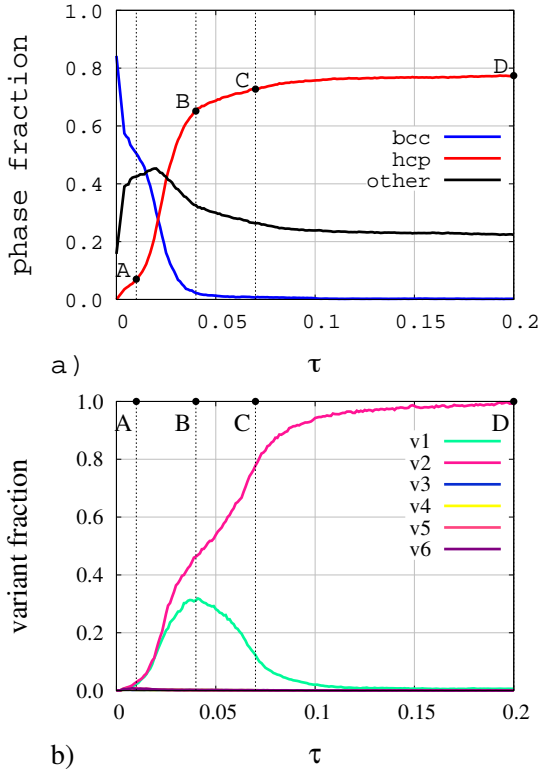 1.0
0.8
0.6
0.4
0.2
0.0
phase fraction
A
B
C
D
bcc
hcp
other
0 0.05 0.1 0.15 0.2
a) τ
1.0
0.8
0.6
0.4
0.2
0.0
variant fraction
A B C D
v1
v2
v3
v4
v5
v6
0 0.05 0.1 0.15 0.2
b) τ